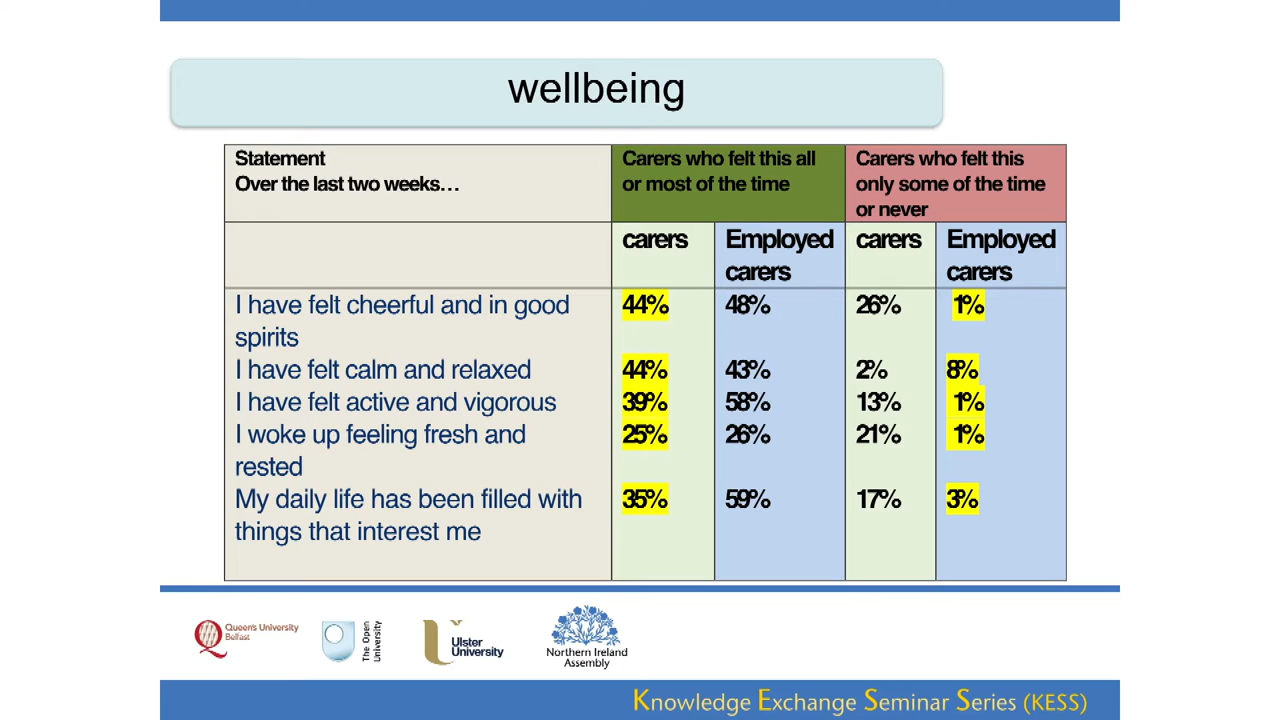 wellbeing
Statement
Over the last two weeks…
Carers who felt this all
or most of the time
Carers who felt this
only some of the time
or never
carers
Employed
carers
carers
Employed
carers
I have felt cheerful and in good
spirits
44%
48%
26%
1%
I have felt calm and relaxed
44%
43%
2%
8%
I have felt active and vigorous
39%
58%
13%
1%
I woke up feeling fresh and
rested
25%
26%
21%
1%
My daily life has been filled with
things that interest me
35%
59%
17%
3%
Queen's University
Belfast
The Open
University
Ulster
University
Northern Ireland
Assembly
Knowledge Exchange Seminar Series (KESS)